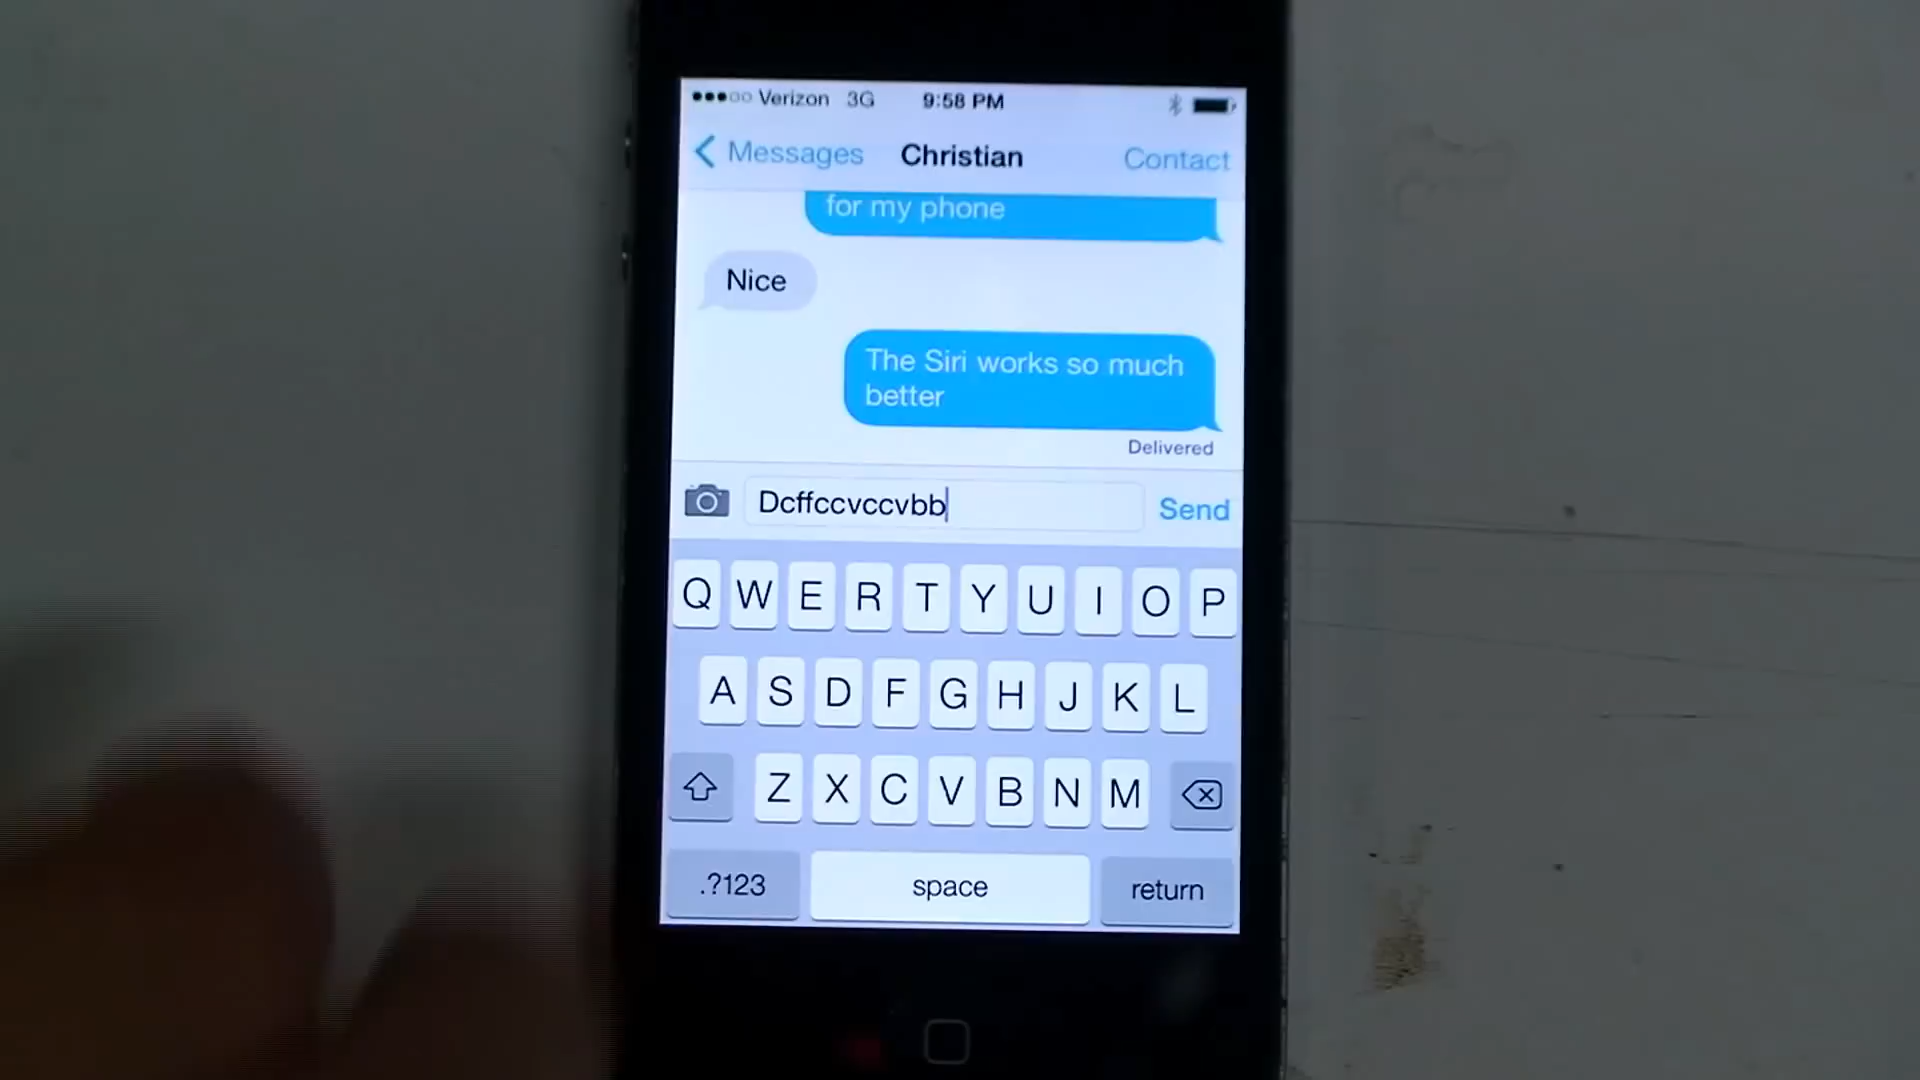 Verizon 3G 9:58 PM
Messages Christian Contact
for my phone
Nice
The Siri works so much
better
Delivered
Dcffccvccvbb Send
Q W E R T Y U I O P
A S D F G H J K L
Z X C V B N M
.?123 space return